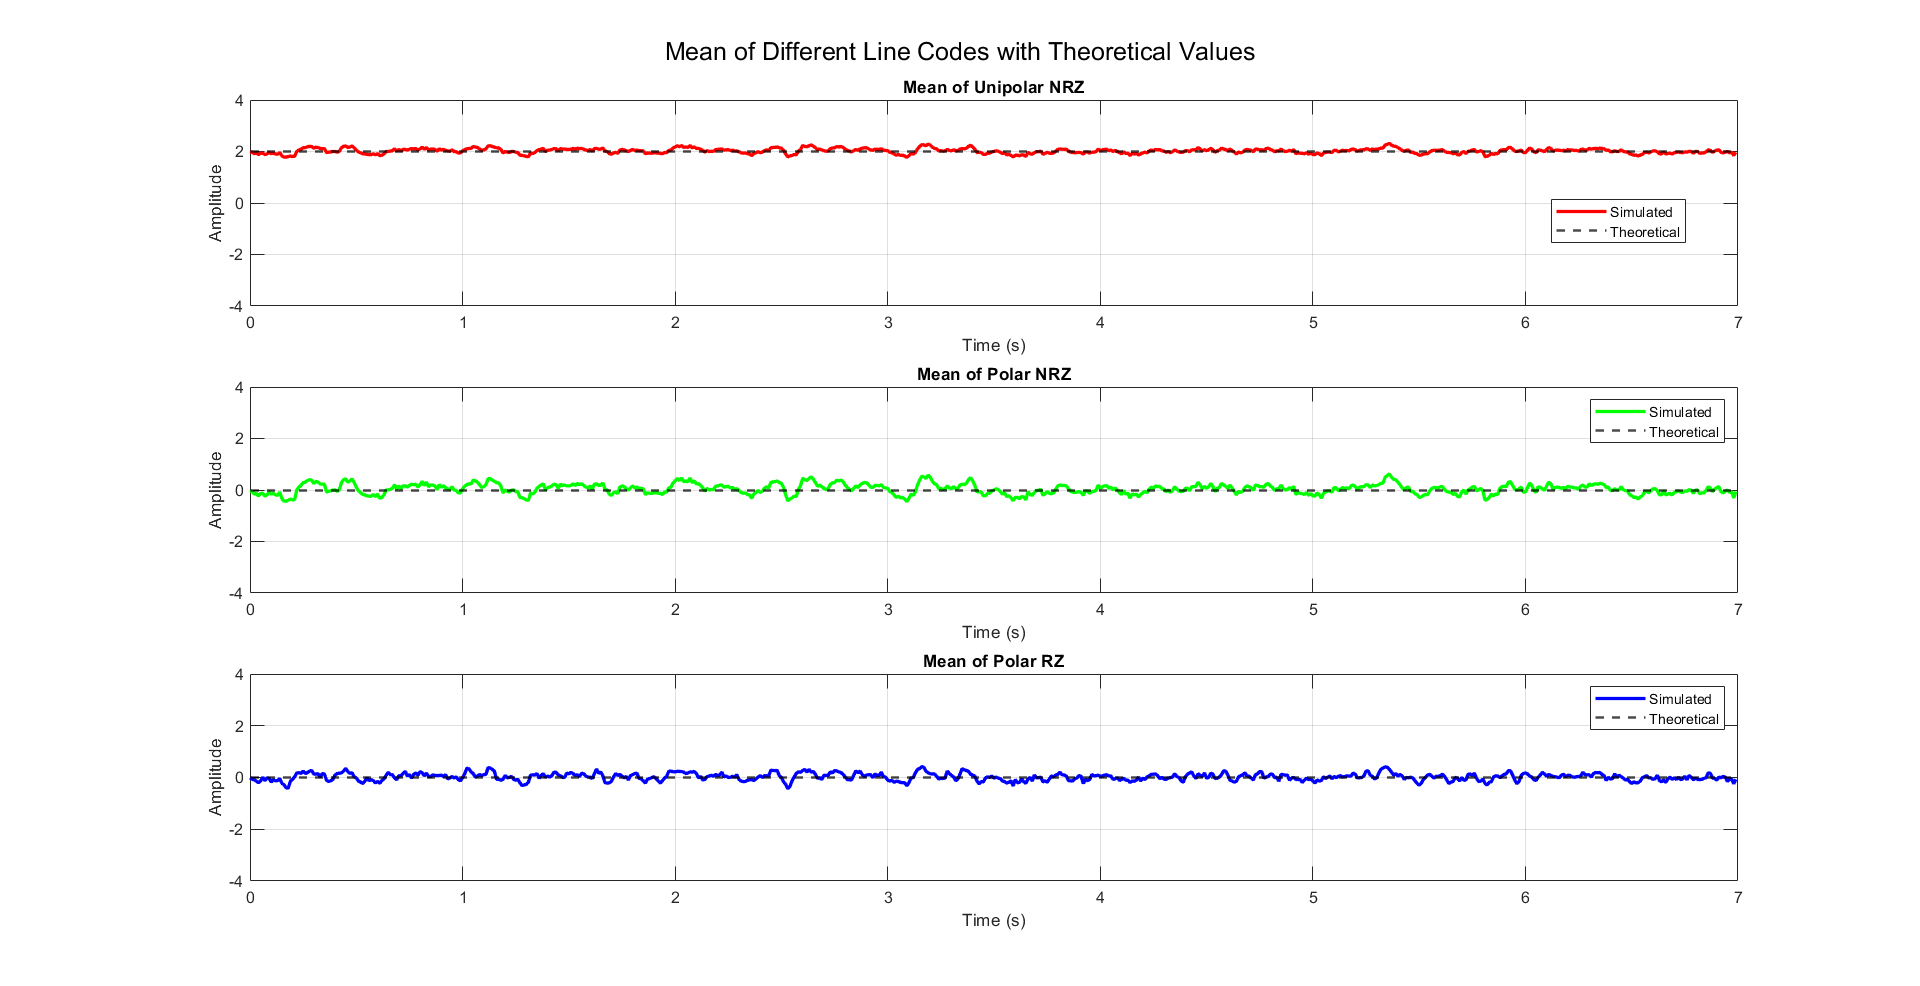 Mean of Different Line Codes with Theoretical Values
Mean of Unipolar NRZ
4
2
0
-2
-4
Amplitude
Simulated
Theoretical
0 1 2 3 4 5 6 7
Time (s)
Mean of Polar NRZ
4
2
0
-2
-4
Amplitude
Simulated
Theoretical
0 1 2 3 4 5 6 7
Time (s)
Mean of Polar RZ
4
2
0
-2
-4
Amplitude
Simulated
Theoretical
0 1 2 3 4 5 6 7
Time (s)